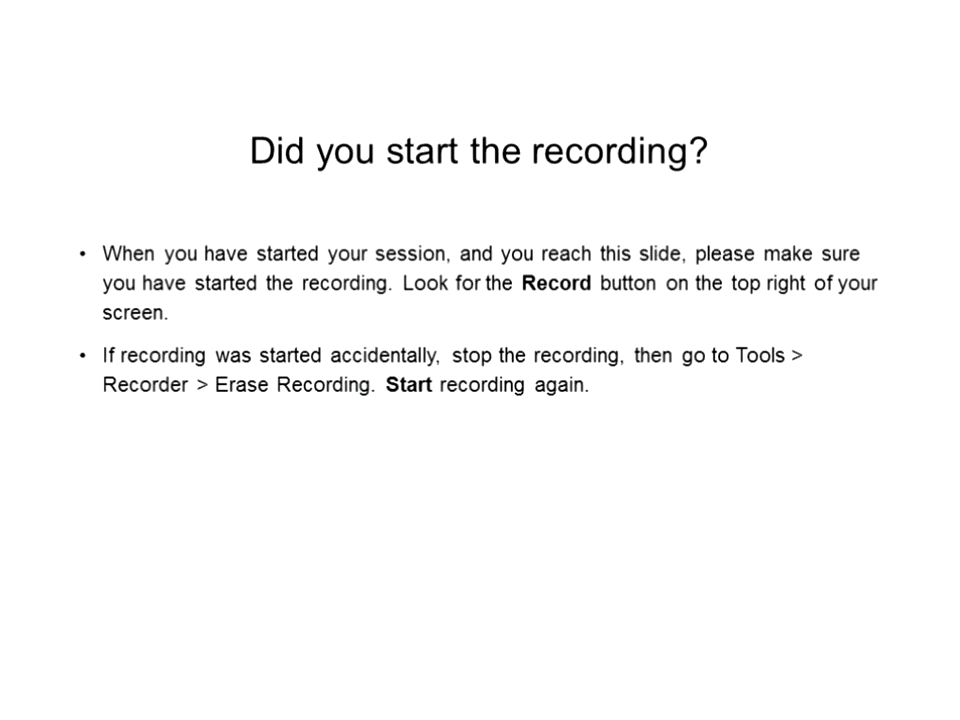 Did you start the recording?
• When you have started your session, and you reach this slide, please make sure
you have started the recording. Look for the Record button on the top right of your
screen.
• If recording was started accidentally, stop the recording, then go to Tools >
Recorder > Erase Recording. Start recording again.